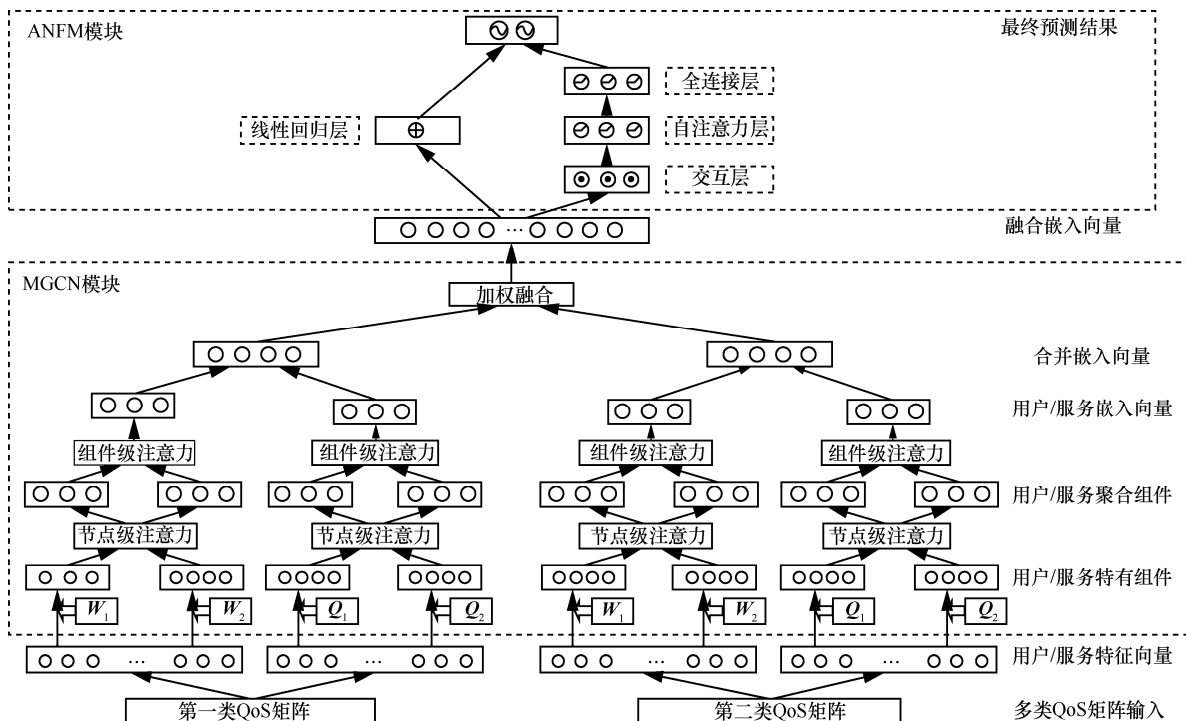 ANFM模块
最终预测结果
全连接层
线性回归层
自注意力层
交互层
···
融合嵌入向量
MGCN模块
加权融合
合并嵌入向量
用户/服务嵌入向量
组件级注意力 组件级注意力 组件级注意力 组件级注意力
用户/服务聚合组件
节点级注意力 节点级注意力 节点级注意力 节点级注意力
用户/服务特有组件
W1 W2 Q1 Q2 W1 W2 Q1 Q2
··· ··· ··· ···
用户/服务特征向量
第一类QoS矩阵 第二类QoS矩阵
多类QoS矩阵输入